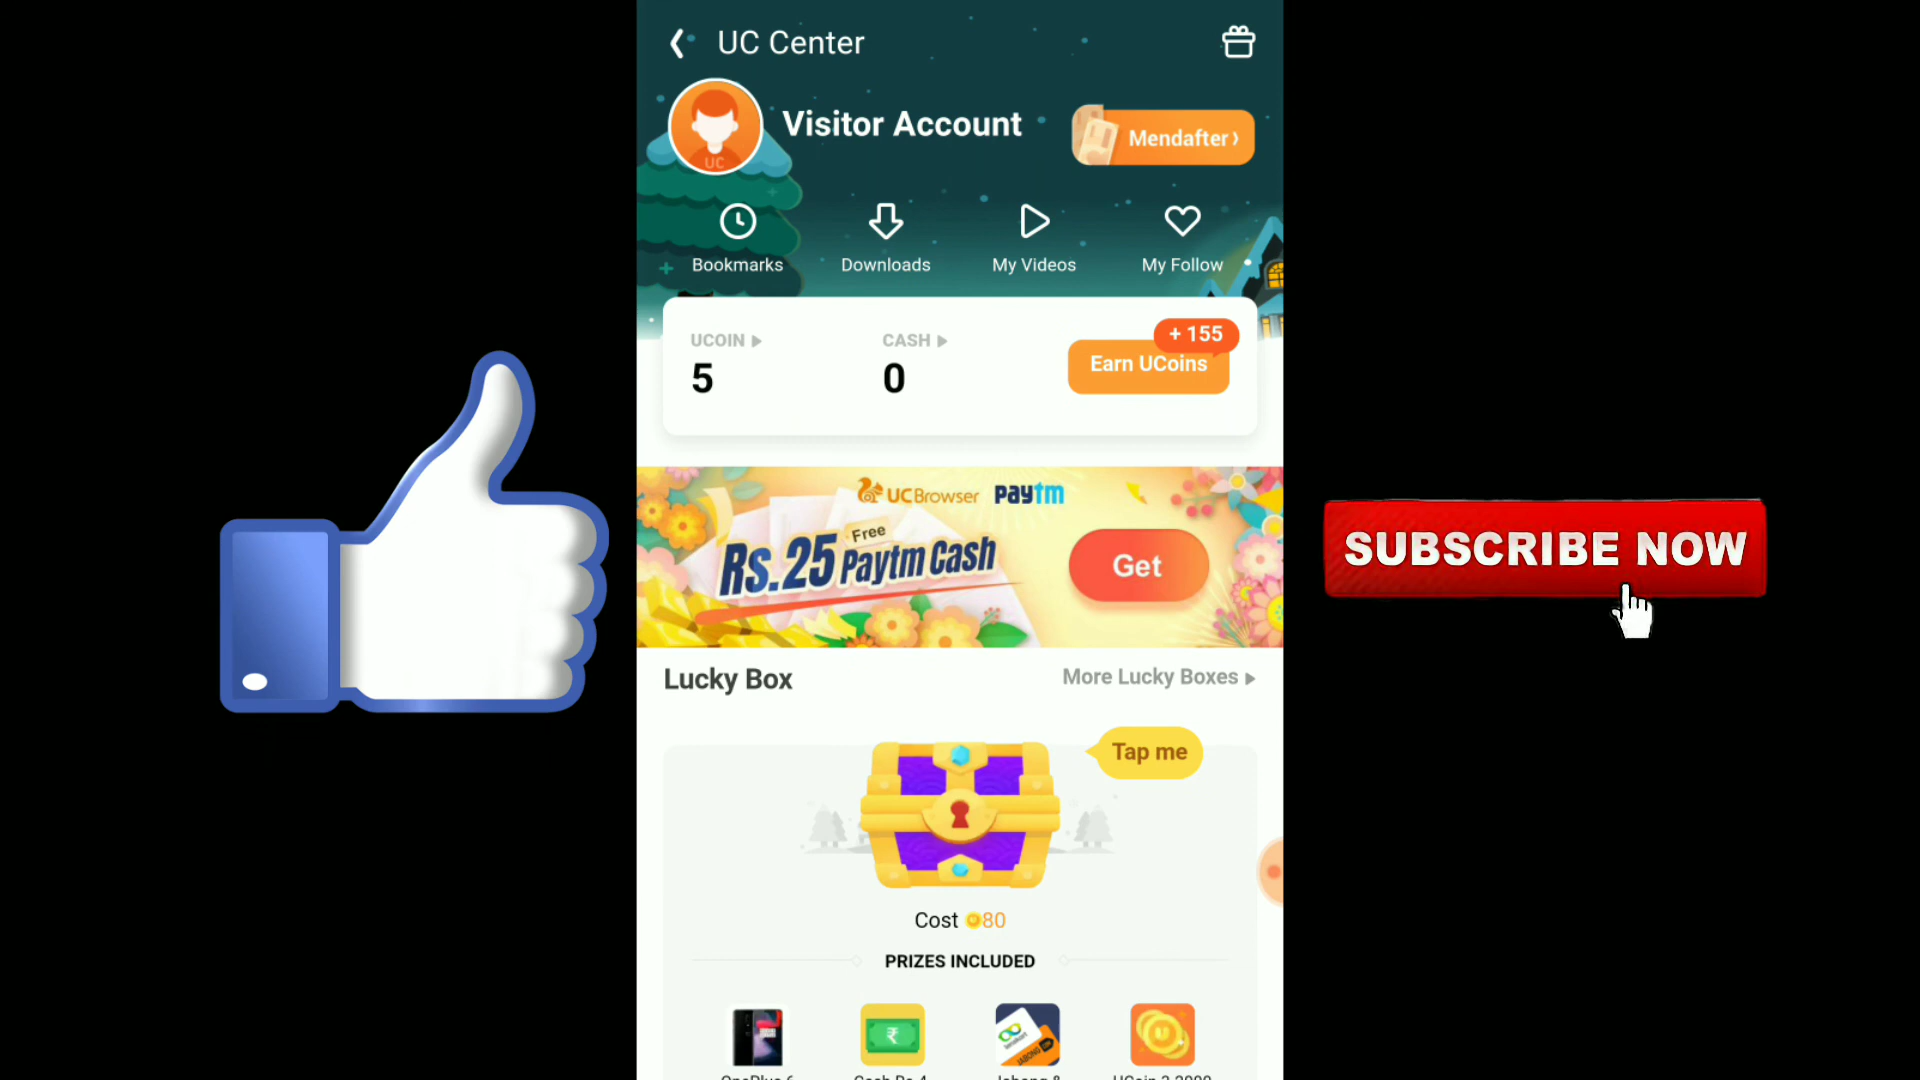 UC Center
Visitor Account
Mendafter ›
UC
Bookmarks
Downloads
My Videos
My Follow
UCOIN
CASH
+ 155
5
0
Earn UCoins
UCBrowser paytm
Free
Rs.25 Paytm Cash
Get
SUBSCRIBE NOW
Lucky Box
More Lucky Boxes
Tap me
Cost 80
PRIZES INCLUDED
JABONG